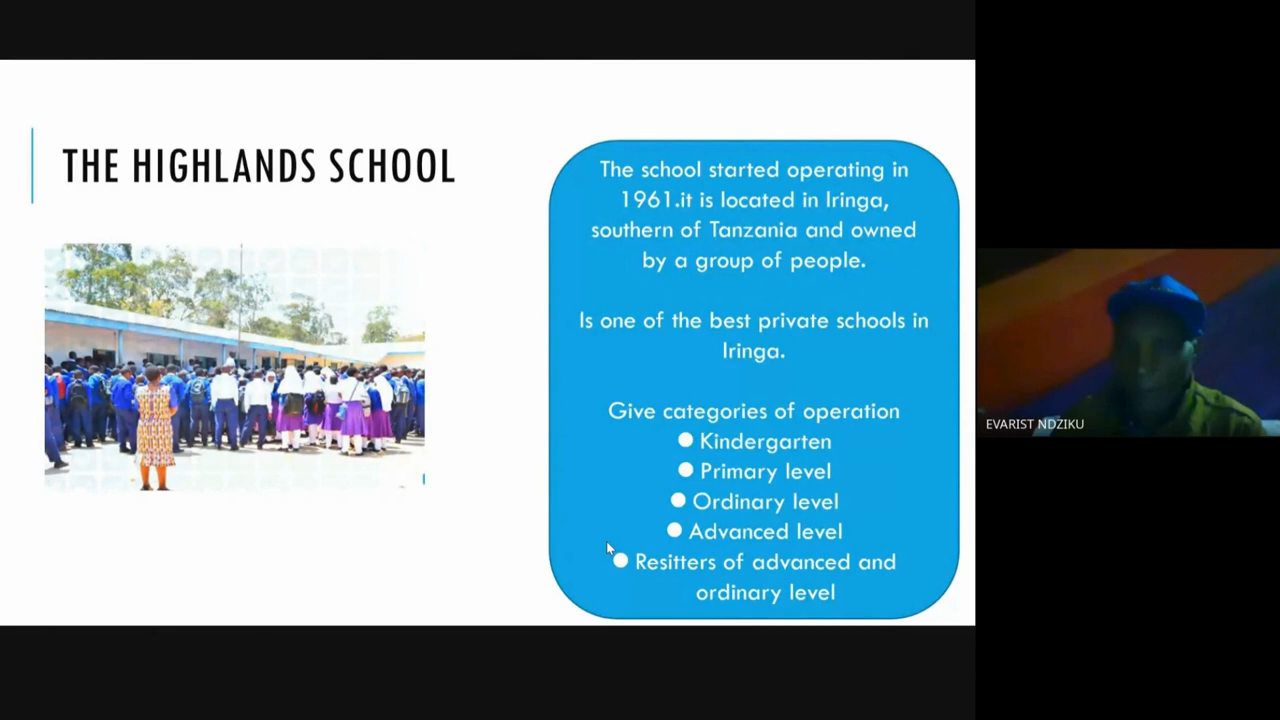 THE HIGHLANDS SCHOOL
The school started operating in
1961.it is located in Iringa,
southern of Tanzania and owned
by a group of people.
Is one of the best private schools in
Iringa.
Give categories of operation
● Kindergarten
● Primary level
● Ordinary level
● Advanced level
● Resitters of advanced and
ordinary level
EVARIST NDZIKU